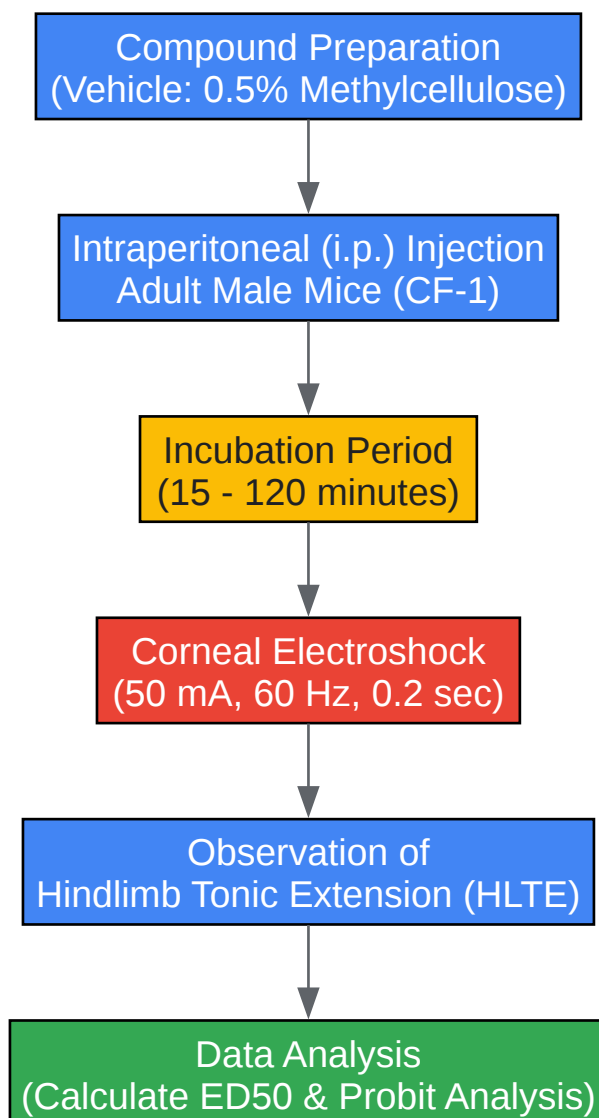 Compound Preparation
(Vehicle: 0.5% Methylcellulose)
Intraperitoneal (i.p.) Injection
Adult Male Mice (CF-1)
Incubation Period
(15 - 120 minutes)
Corneal Electroshock
(50 mA, 60 Hz, 0.2 sec)
Observation of
Hindlimb Tonic Extension (HLTE)
Data Analysis
(Calculate ED50 & Probit Analysis)